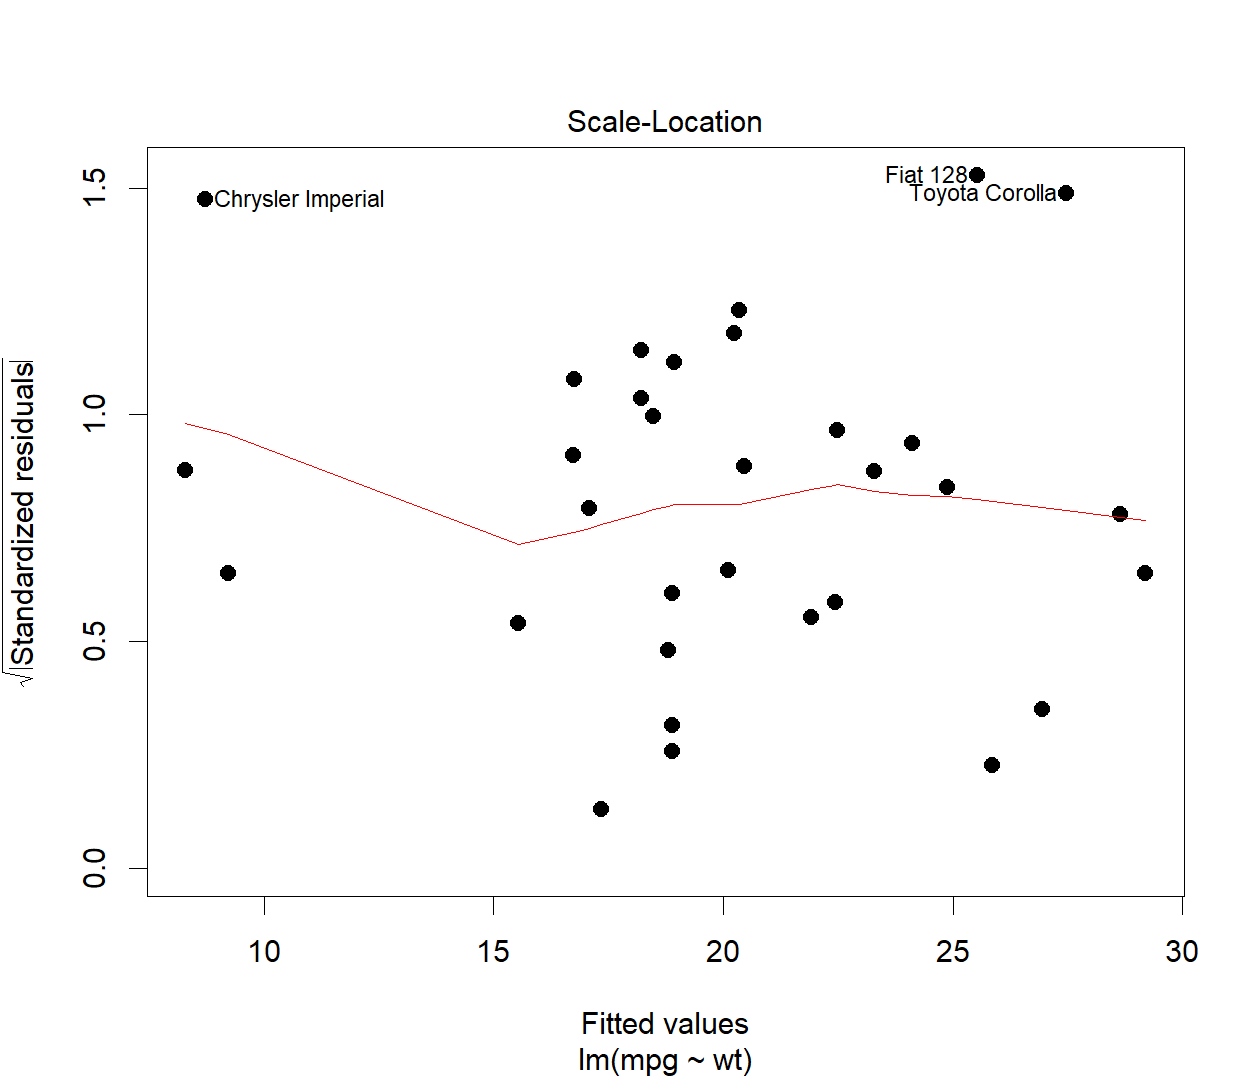 Scale-Location
√|Standardized residuals|
1.5
1.0
0.5
0.0
Chrysler Imperial
Fiat 128
Toyota Corolla
10 15 20 25 30
Fitted values
lm(mpg ~ wt)